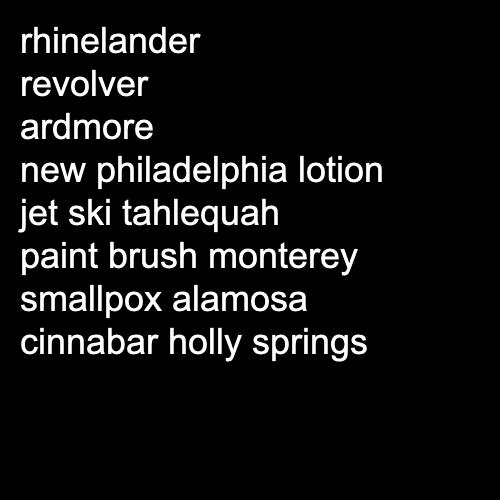 rhinelander
revolver
ardmore
new philadelphia lotion
jet ski tahlequah
paint brush monterey
smallpox alamosa
cinnabar holly springs